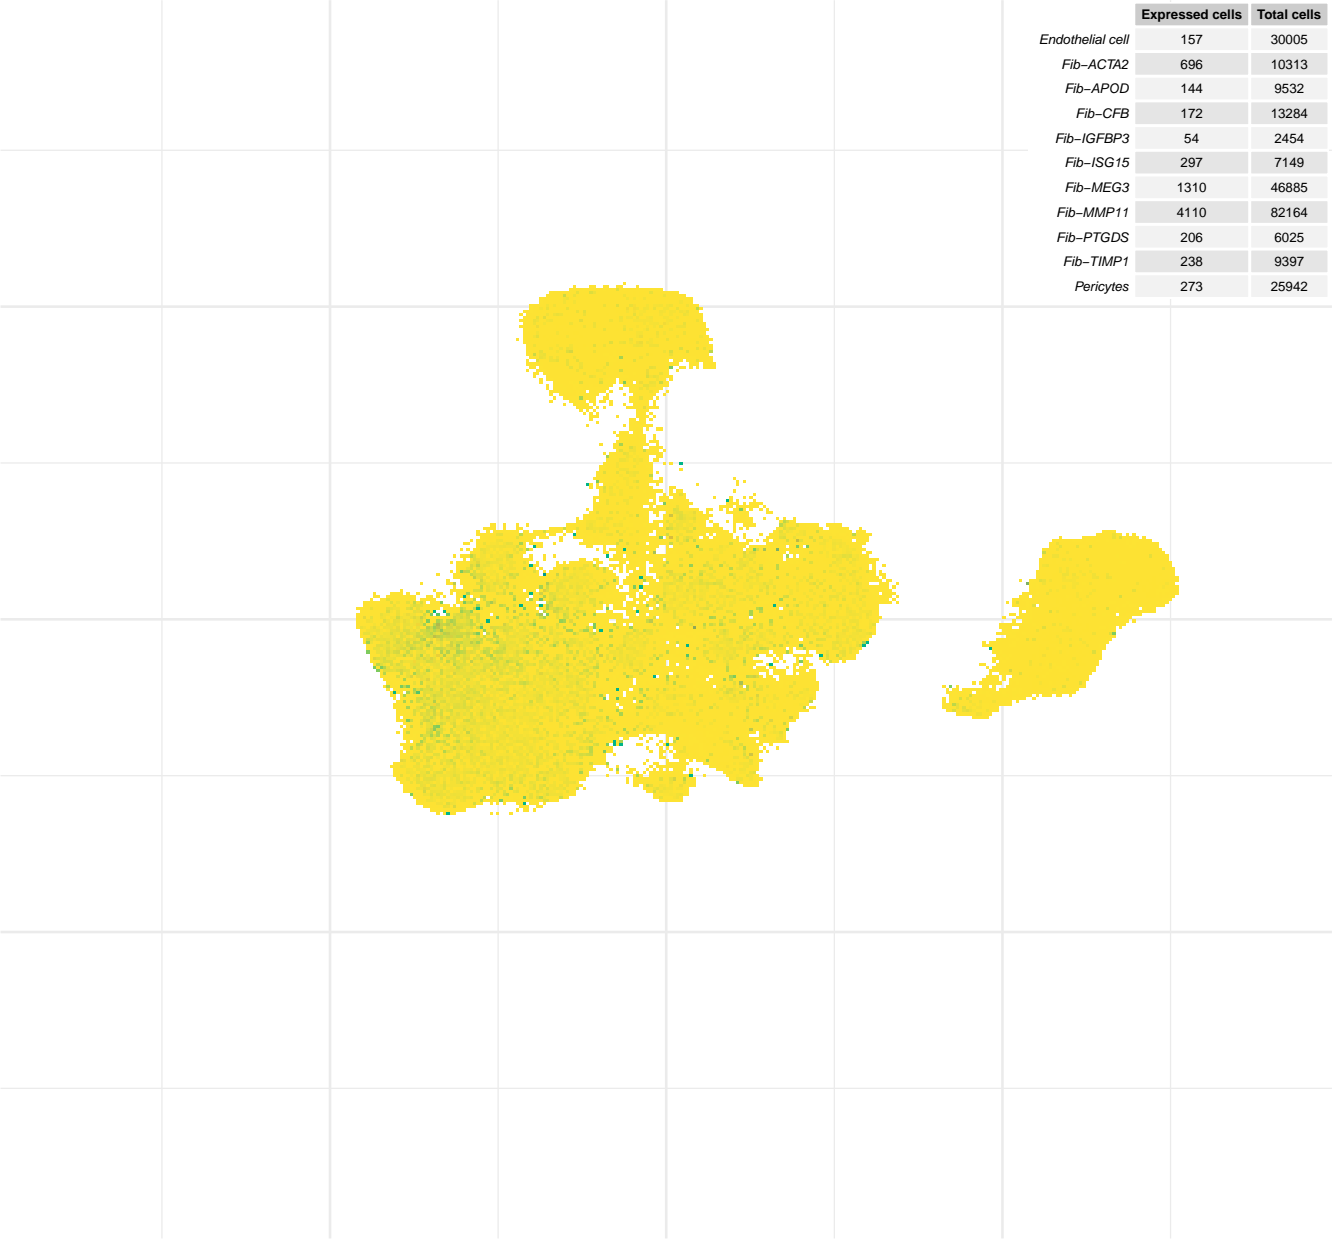 Expressed cells Total cells
Endothelial cell 157 30005
Fib−ACTA2 696 10313
Fib−APOD 144 9532
Fib−CFB 172 13284
Fib−IGFBP3 54 2454
Fib−ISG15 297 7149
Fib−MEG3 1310 46885
Fib−MMP11 4110 82164
Fib−PTGDS 206 6025
Fib−TIMP1 238 9397
Pericytes 273 25942